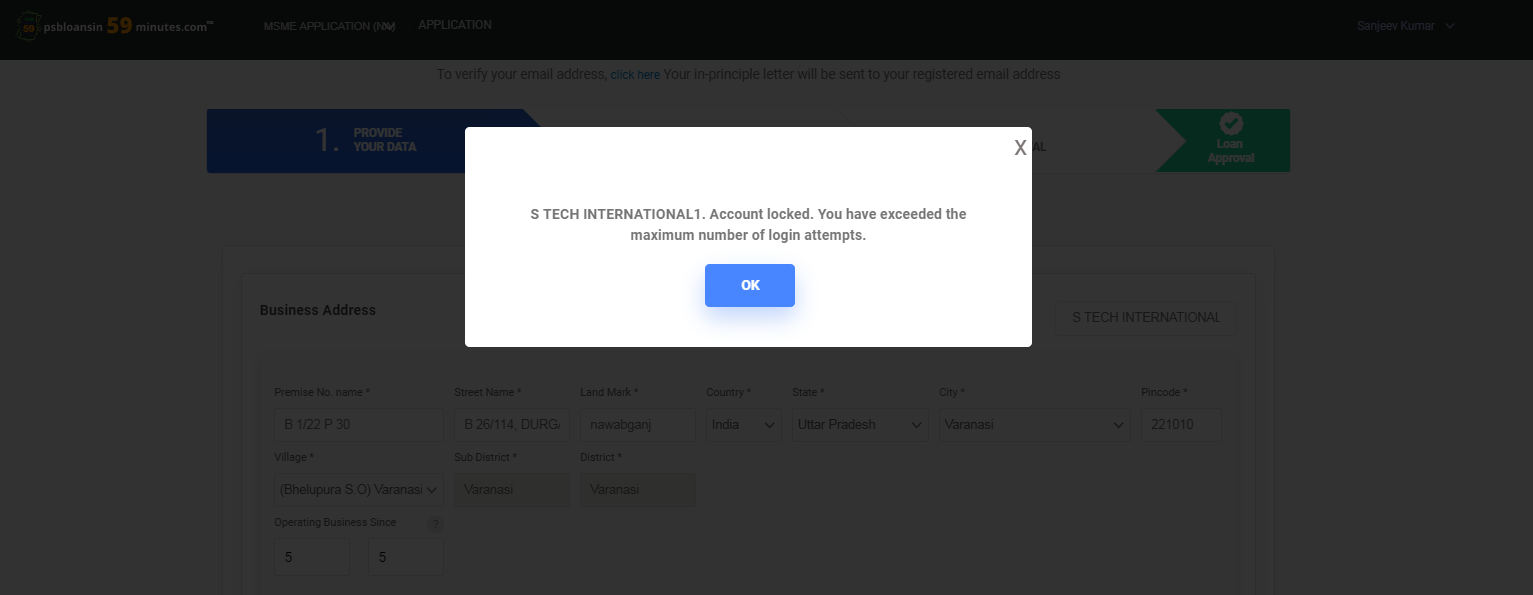 59 psbloansin 59 minutes.com
MSME APPLICATION (NW) APPLICATION Sanjeev Kumar
To verify your email address, click here Your in-principle letter will be sent to your registered email address
1. PROVIDE
YOUR DATA
AL
Loan
Approval
X
S TECH INTERNATIONAL1. Account locked. You have exceeded the
maximum number of login attempts.
OK
Business Address
S TECH INTERNATIONAL
Premise No. name * Street Name * Land Mark * Country * State * City * Pincode *
B 1/22 P 30 B 26/114, DURGA nawabganj India Uttar Pradesh Varanasi 221010
Village * Sub District * District *
(Bhelupura S.O) Varanasi Varanasi Varanasi
Operating Business Since ?
5 5